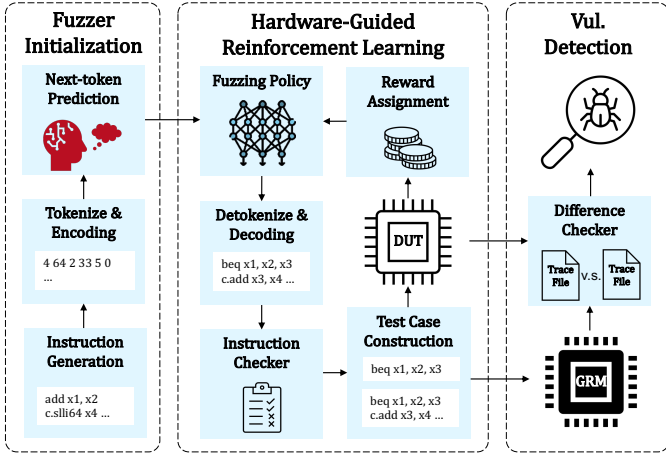 Fuzzer
Initialization
Next-token
Prediction
Tokenize &
Encoding
4 64 2 33 5 0
...
Instruction
Generation
add x1, x2
c.slli64 x4 ...
Hardware-Guided
Reinforcement Learning
Fuzzing Policy
Reward
Assignment
Detokenize &
Decoding
beq x1, x2, x3
c.add x3, x4 ...
DUT
Instruction
Checker
Test Case
Construction
beq x1, x2, x3
beq x1, x2, x3
c.add x3, x4 ...
Vul.
Detection
Difference
Checker
Trace
File
v.s.
Trace
File
GRM